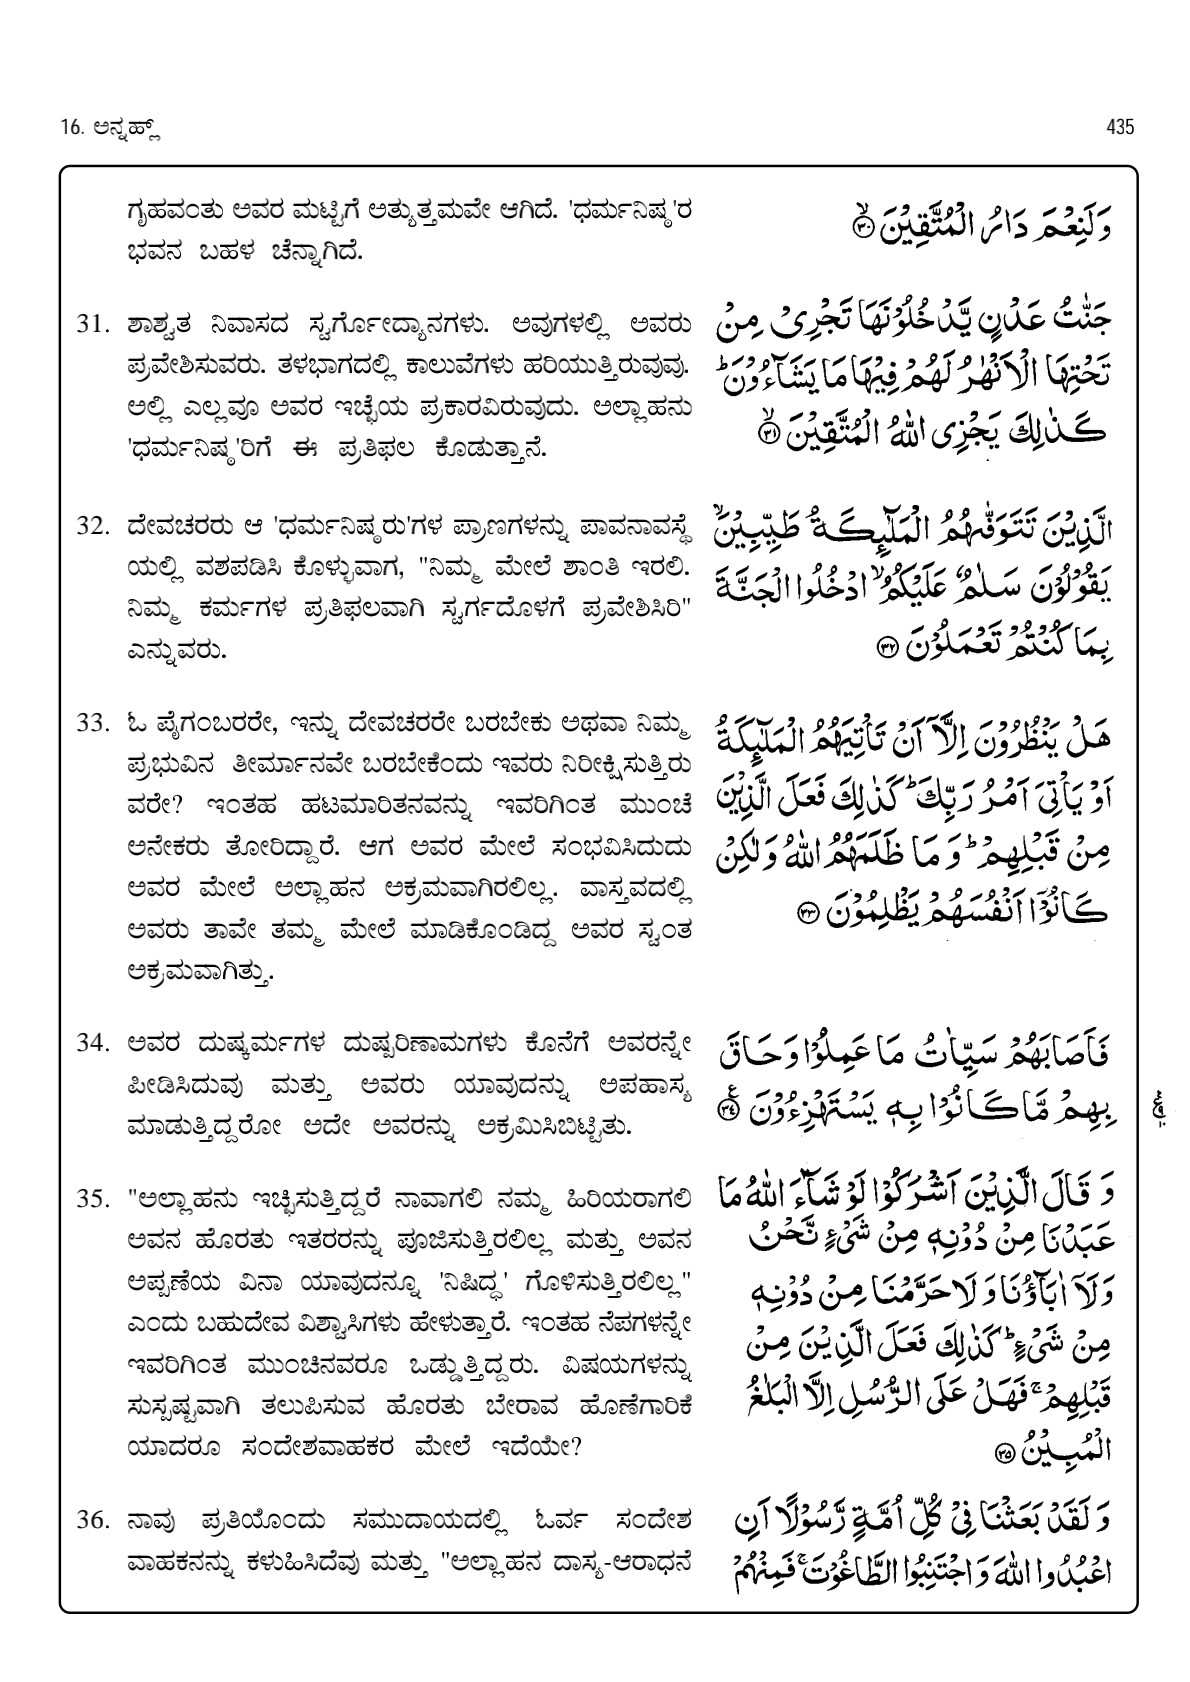 16. ಅನ್ನಹ್ಲ್
435
ಗೃಹವಂತು ಅವರ ಮಟ್ಟಿಗೆ ಅತ್ಯುತ್ತಮವೇ ಆಗಿದೆ. 'ಧರ್ಮನಿಷ್ಠ'ರ
ಭವನ ಬಹಳ ಚೆನ್ನಾಗಿದೆ.
وَلَنِعْمَ دَارُ الْمُتَّقِيْنَ ۙ﴿۳۰﴾
31. ಶಾಶ್ವತ ನಿವಾಸದ ಸ್ವರ್ಗೋದ್ಯಾನಗಳು. ಅವುಗಳಲ್ಲಿ ಅವರು
ಪ್ರವೇಶಿಸುವರು. ತಳಭಾಗದಲ್ಲಿ ಕಾಲುವೆಗಳು ಹರಿಯುತ್ತಿರುವುವು.
ಅಲ್ಲಿ ಎಲ್ಲವೂ ಅವರ ಇಚ್ಛೆಯ ಪ್ರಕಾರವಿರುವುದು. ಅಲ್ಲಾಹನು
'ಧರ್ಮನಿಷ್ಠ'ರಿಗೆ ಈ ಪ್ರತಿಫಲ ಕೊಡುತ್ತಾನೆ.
جَنّٰتُ عَدْنٍ يَّدْخُلُوْنَهَا تَجْرِيْ مِنْ
تَحْتِهَا الْاَنْهٰرُ لَهُمْ فِيْهَا مَا يَشَآءُوْنَ ؕ
كَذٰلِكَ يَجْزِي اللّٰهُ الْمُتَّقِيْنَ ۙ﴿۳۱﴾
32. ದೇವಚರರು ಆ 'ಧರ್ಮನಿಷ್ಠರು'ಗಳ ಪ್ರಾಣಗಳನ್ನು ಪಾವನಾವಸ್ಥೆ
ಯಲ್ಲಿ ವಶಪಡಿಸಿ ಕೊಳ್ಳುವಾಗ, "ನಿಮ್ಮ ಮೇಲೆ ಶಾಂತಿ ಇರಲಿ.
ನಿಮ್ಮ ಕರ್ಮಗಳ ಪ್ರತಿಫಲವಾಗಿ ಸ್ವರ್ಗದೊಳಗೆ ಪ್ರವೇಶಿಸಿರಿ"
ಎನ್ನುವರು.
الَّذِيْنَ تَتَوَفّٰىهُمُ الْمَلٰٓئِكَةُ طَيِّبِيْنَ ۙ
يَقُوْلُوْنَ سَلٰمٌ عَلَيْكُمُ ۙ ادْخُلُوا الْجَنَّةَ
بِمَا كُنْتُمْ تَعْمَلُوْنَ ﴿۳۲﴾
33. ಓ ಪೈಗಂಬರರೇ, ಇನ್ನು ದೇವಚರರೇ ಬರಬೇಕು ಅಥವಾ ನಿಮ್ಮ
ಪ್ರಭುವಿನ ತೀರ್ಮಾನವೇ ಬರಬೇಕೆಂದು ಇವರು ನಿರೀಕ್ಷಿಸುತ್ತಿರು
ವರೇ? ಇಂತಹ ಹಟಮಾರಿತನವನ್ನು ಇವರಿಗಿಂತ ಮುಂಚೆ
ಅನೇಕರು ತೋರಿದ್ದಾರೆ. ಆಗ ಅವರ ಮೇಲೆ ಸಂಭವಿಸಿದುದು
ಅವರ ಮೇಲೆ ಅಲ್ಲಾಹನ ಅಕ್ರಮವಾಗಿರಲಿಲ್ಲ. ವಾಸ್ತವದಲ್ಲಿ
ಅವರು ತಾವೇ ತಮ್ಮ ಮೇಲೆ ಮಾಡಿಕೊಂಡಿದ್ದ ಅವರ ಸ್ವಂತ
ಅಕ್ರಮವಾಗಿತ್ತು.
هَلْ يَنْظُرُوْنَ اِلَّآ اَنْ تَاْتِيَهُمُ الْمَلٰٓئِكَةُ
اَوْ يَاْتِيَ اَمْرُ رَبِّكَ ؕ كَذٰلِكَ فَعَلَ الَّذِيْنَ
مِنْ قَبْلِهِمْ ؕ وَمَا ظَلَمَهُمُ اللّٰهُ وَلٰكِنْ
كَانُوْٓا اَنْفُسَهُمْ يَظْلِمُوْنَ ﴿۳۳﴾
34. ಅವರ ದುಷ್ಕರ್ಮಗಳ ದುಷ್ಪರಿಣಾಮಗಳು ಕೊನೆಗೆ ಅವರನ್ನೇ
ಪೀಡಿಸಿದುವು ಮತ್ತು ಅವರು ಯಾವುದನ್ನು ಅಪಹಾಸ್ಯ
ಮಾಡುತ್ತಿದ್ದರೋ ಅದೇ ಅವರನ್ನು ಅಕ್ರಮಿಸಿಬಿಟ್ಟಿತು.
فَاَصَابَهُمْ سَيِّاٰتُ مَا عَمِلُوْا وَحَاقَ
بِهِمْ مَّا كَانُوْا بِهٖ يَسْتَهْزِءُوْنَ ﴿۳۴﴾ ع
35. "ಅಲ್ಲಾಹನು ಇಚ್ಛಿಸುತ್ತಿದ್ದರೆ ನಾವಾಗಲಿ ನಮ್ಮ ಹಿರಿಯರಾಗಲಿ
ಅವನ ಹೊರತು ಇತರರನ್ನು ಪೂಜಿಸುತ್ತಿರಲಿಲ್ಲ ಮತ್ತು ಅವನ
ಅಪ್ಪಣೆಯ ವಿನಾ ಯಾವುದನ್ನೂ 'ನಿಷಿದ್ಧ' ಗೊಳಿಸುತ್ತಿರಲಿಲ್ಲ"
ಎಂದು ಬಹುದೇವ ವಿಶ್ವಾಸಿಗಳು ಹೇಳುತ್ತಾರೆ. ಇಂತಹ ನೆಪಗಳನ್ನೇ
ಇವರಿಗಿಂತ ಮುಂಚಿನವರೂ ಒಡ್ಡುತ್ತಿದ್ದರು. ವಿಷಯಗಳನ್ನು
ಸುಸ್ಪಷ್ಟವಾಗಿ ತಲುಪಿಸುವ ಹೊರತು ಬೇರಾವ ಹೊಣೆಗಾರಿಕೆ
ಯಾದರೂ ಸಂದೇಶವಾಹಕರ ಮೇಲೆ ಇದೆಯೇ?
وَقَالَ الَّذِيْنَ اَشْرَكُوْا لَوْ شَآءَ اللّٰهُ مَا
عَبَدْنَا مِنْ دُوْنِهٖ مِنْ شَيْءٍ نَّحْنُ
وَلَآ اٰبَآؤُنَا وَلَا حَرَّمْنَا مِنْ دُوْنِهٖ
مِنْ شَيْءٍ ؕ كَذٰلِكَ فَعَلَ الَّذِيْنَ مِنْ
قَبْلِهِمْ ۚ فَهَلْ عَلَى الرُّسُلِ اِلَّا الْبَلٰغُ
الْمُبِيْنُ ﴿۳۵﴾
36. ನಾವು ಪ್ರತಿಯೊಂದು ಸಮುದಾಯದಲ್ಲಿ ಓರ್ವ ಸಂದೇಶ
ವಾಹಕನನ್ನು ಕಳುಹಿಸಿದೆವು ಮತ್ತು "ಅಲ್ಲಾಹನ ದಾಸ್ಯ-ಆರಾಧನೆ
وَلَقَدْ بَعَثْنَا فِيْ كُلِّ اُمَّةٍ رَّسُوْلًا اَنِ
اعْبُدُوا اللّٰهَ وَاجْتَنِبُوا الطَّاغُوْتَ ۚ فَمِنْهُمْ